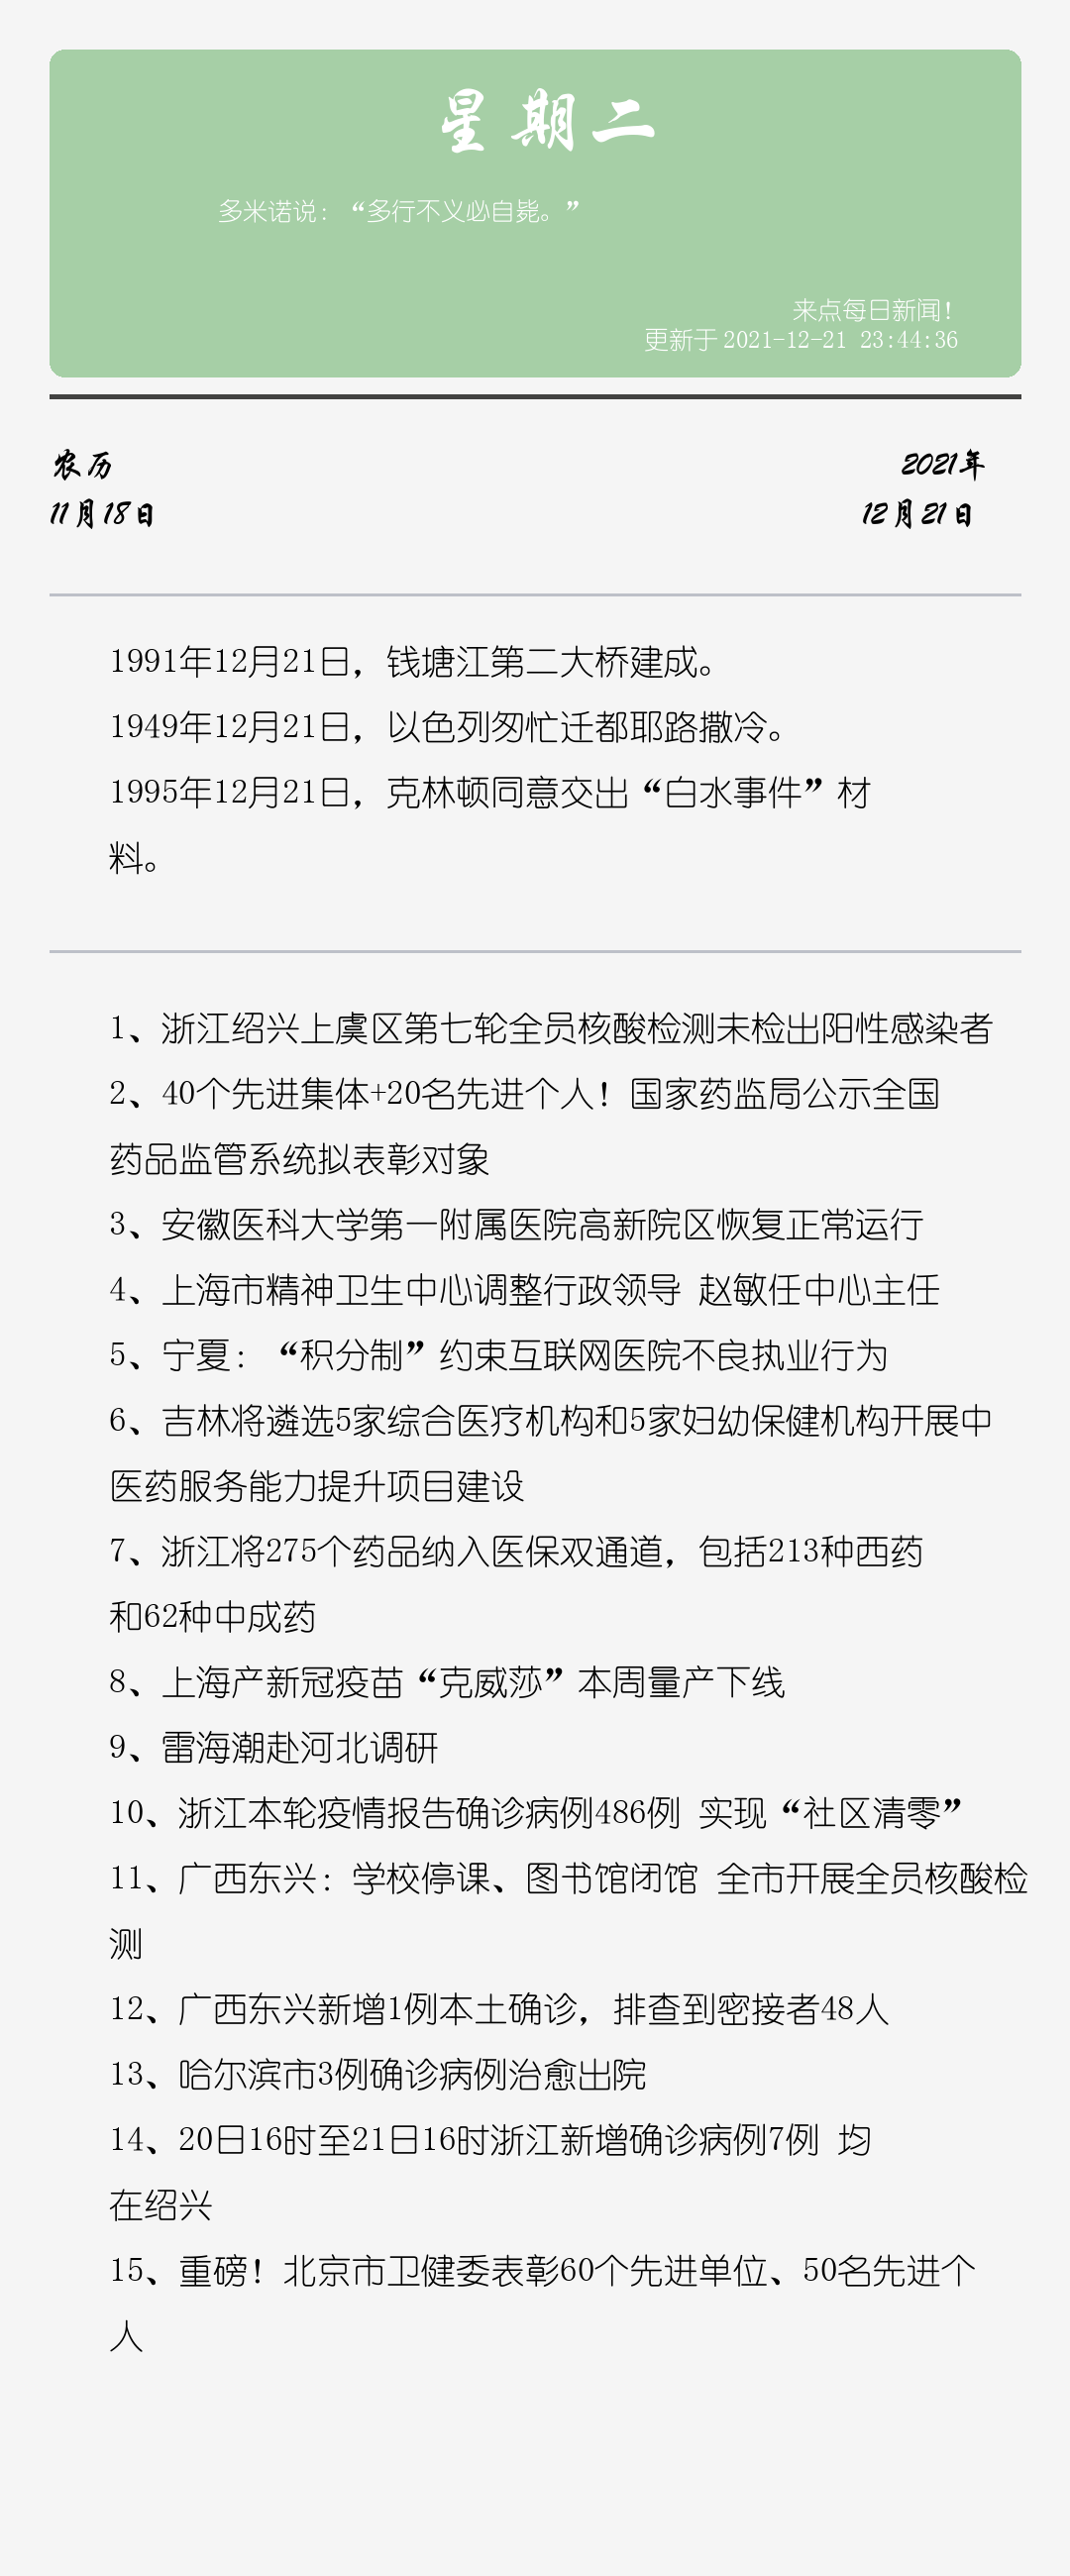 星期二
多米诺说：“多行不义必自毙。”
来点每日新闻！
更新于 2021-12-21 23:44:36
农历
2021年
11月18日
12月21日
1991年12月21日，钱塘江第二大桥建成。
1949年12月21日，以色列匆忙迁都耶路撒冷。
1995年12月21日，克林顿同意交出“白水事件”材
料。
1、浙江绍兴上虞区第七轮全员核酸检测未检出阳性感染者
2、40个先进集体+20名先进个人！国家药监局公示全国
药品监管系统拟表彰对象
3、安徽医科大学第一附属医院高新院区恢复正常运行
4、上海市精神卫生中心调整行政领导 赵敏任中心主任
5、宁夏：“积分制”约束互联网医院不良执业行为
6、吉林将遴选5家综合医疗机构和5家妇幼保健机构开展中
医药服务能力提升项目建设
7、浙江将275个药品纳入医保双通道，包括213种西药
和62种中成药
8、上海产新冠疫苗“克威莎”本周量产下线
9、雷海潮赴河北调研
10、浙江本轮疫情报告确诊病例486例 实现“社区清零”
11、广西东兴：学校停课、图书馆闭馆 全市开展全员核酸检
测
12、广西东兴新增1例本土确诊，排查到密接者48人
13、哈尔滨市3例确诊病例治愈出院
14、20日16时至21日16时浙江新增确诊病例7例 均
在绍兴
15、重磅！北京市卫健委表彰60个先进单位、50名先进个
人